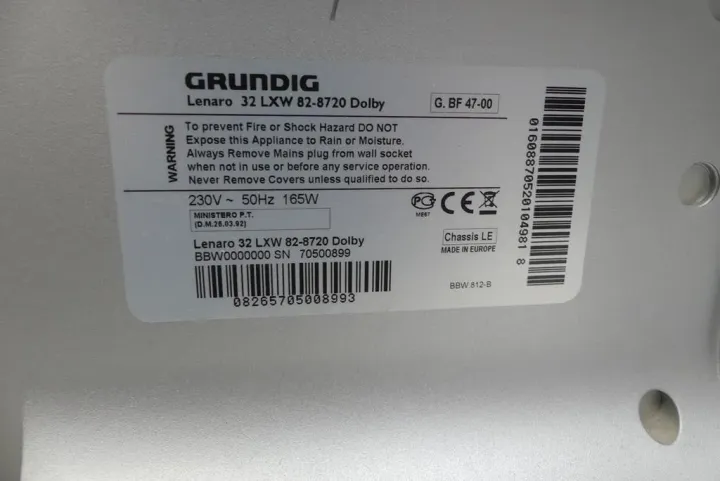 GRUNDIG
Lenaro 32 LXW 82-8720 Dolby
G. BF 47-00
WARNING
To prevent Fire or Shock Hazard DO NOT
Expose this Appliance to Rain or Moisture.
Always Remove Mains plug from wall socket
when not in use or before any service operation.
Never Remove Covers unless qualified to do so.
230V ~ 50Hz 165W
MINISTERO P.T.
(D.M.26.03.92)
PG
ME67
CE
Lenaro 32 LXW 82-8720 Dolby
BBW0000000 SN 70500899
08265705008993
Chassis LE
MADE IN EUROPE
BBW 812-B
01608870520104981 8